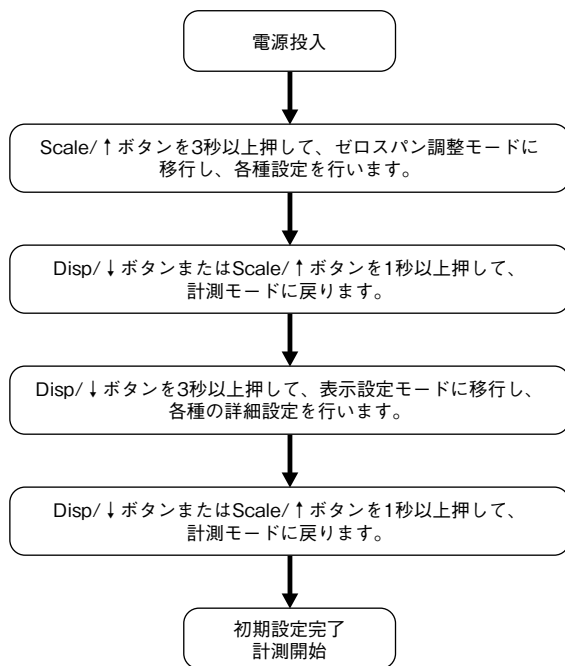 電源投入
Scale/↑ボタンを3秒以上押して、ゼロスパン調整モードに
移行し、各種設定を行います。
Disp/↓ボタンまたはScale/↑ボタンを1秒以上押して、
計測モードに戻ります。
Disp/↓ボタンを3秒以上押して、表示設定モードに移行し、
各種の詳細設定を行います。
Disp/↓ボタンまたはScale/↑ボタンを1秒以上押して、
計測モードに戻ります。
初期設定完了
計測開始